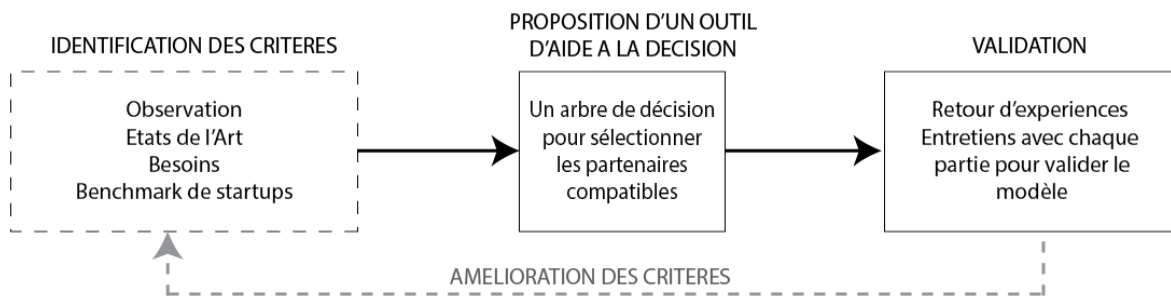 IDENTIFICATION DES CRITERES
Observation
Etats de l'Art
Besoins
Benchmark de startups
PROPOSITION D'UN OUTIL
D'AIDE A LA DECISION
Un arbre de décision
pour sélectionner
les partenaires
compatibles
VALIDATION
Retour d'experiences
Entretiens avec chaque
partie pour valider le
modèle
AMELIORATION DES CRITERES